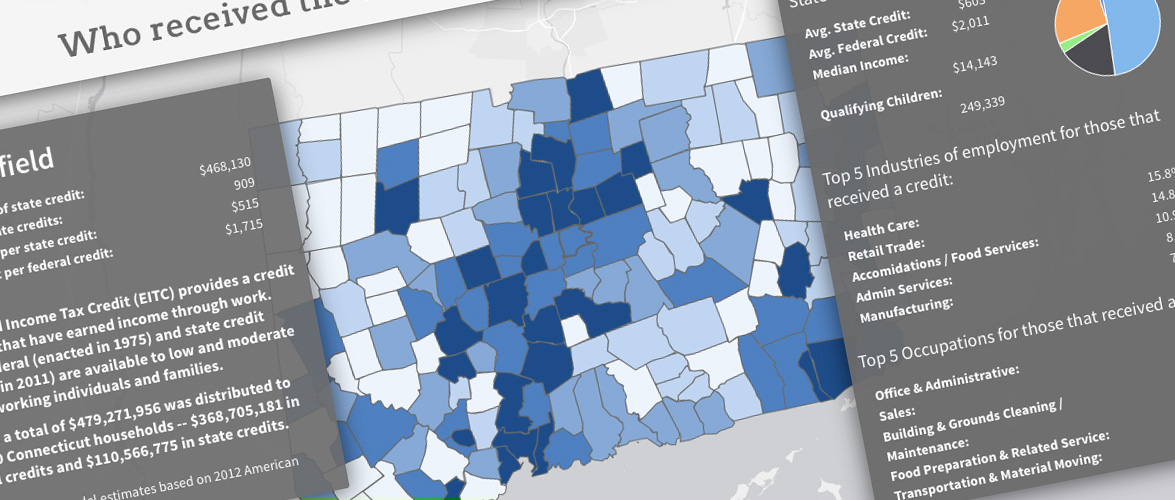 Who received the
field
of state credit:
$468,130
credits:
909
per state credit:
$515
per federal credit:
$1,715
Income Tax Credit (EITC) provides a credit
that have earned income through work.
(enacted in 1975) and state credit
in 2011) are available to low and moderate
working individuals and families.
a total of $479,271,956 was distributed to
Connecticut households -- $368,705,181 in
credits and $110,566,775 in state credits.
estimates based on 2012 American
State
Avg. State Credit:
$603
Avg. Federal Credit:
$2,011
Median Income:
$14,143
Qualifying Children:
249,339
Top 5 Industries of employment for those that
received a credit:
Health Care:
15.8%
Retail Trade:
14.8
Accomidations / Food Services:
10.
Admin Services:
8.
Manufacturing:
7
Top 5 Occupations for those that received a
Office & Administrative:
Sales:
Building & Grounds Cleaning /
Maintenance:
Food Preparation & Related Service:
Transportation & Material Moving: